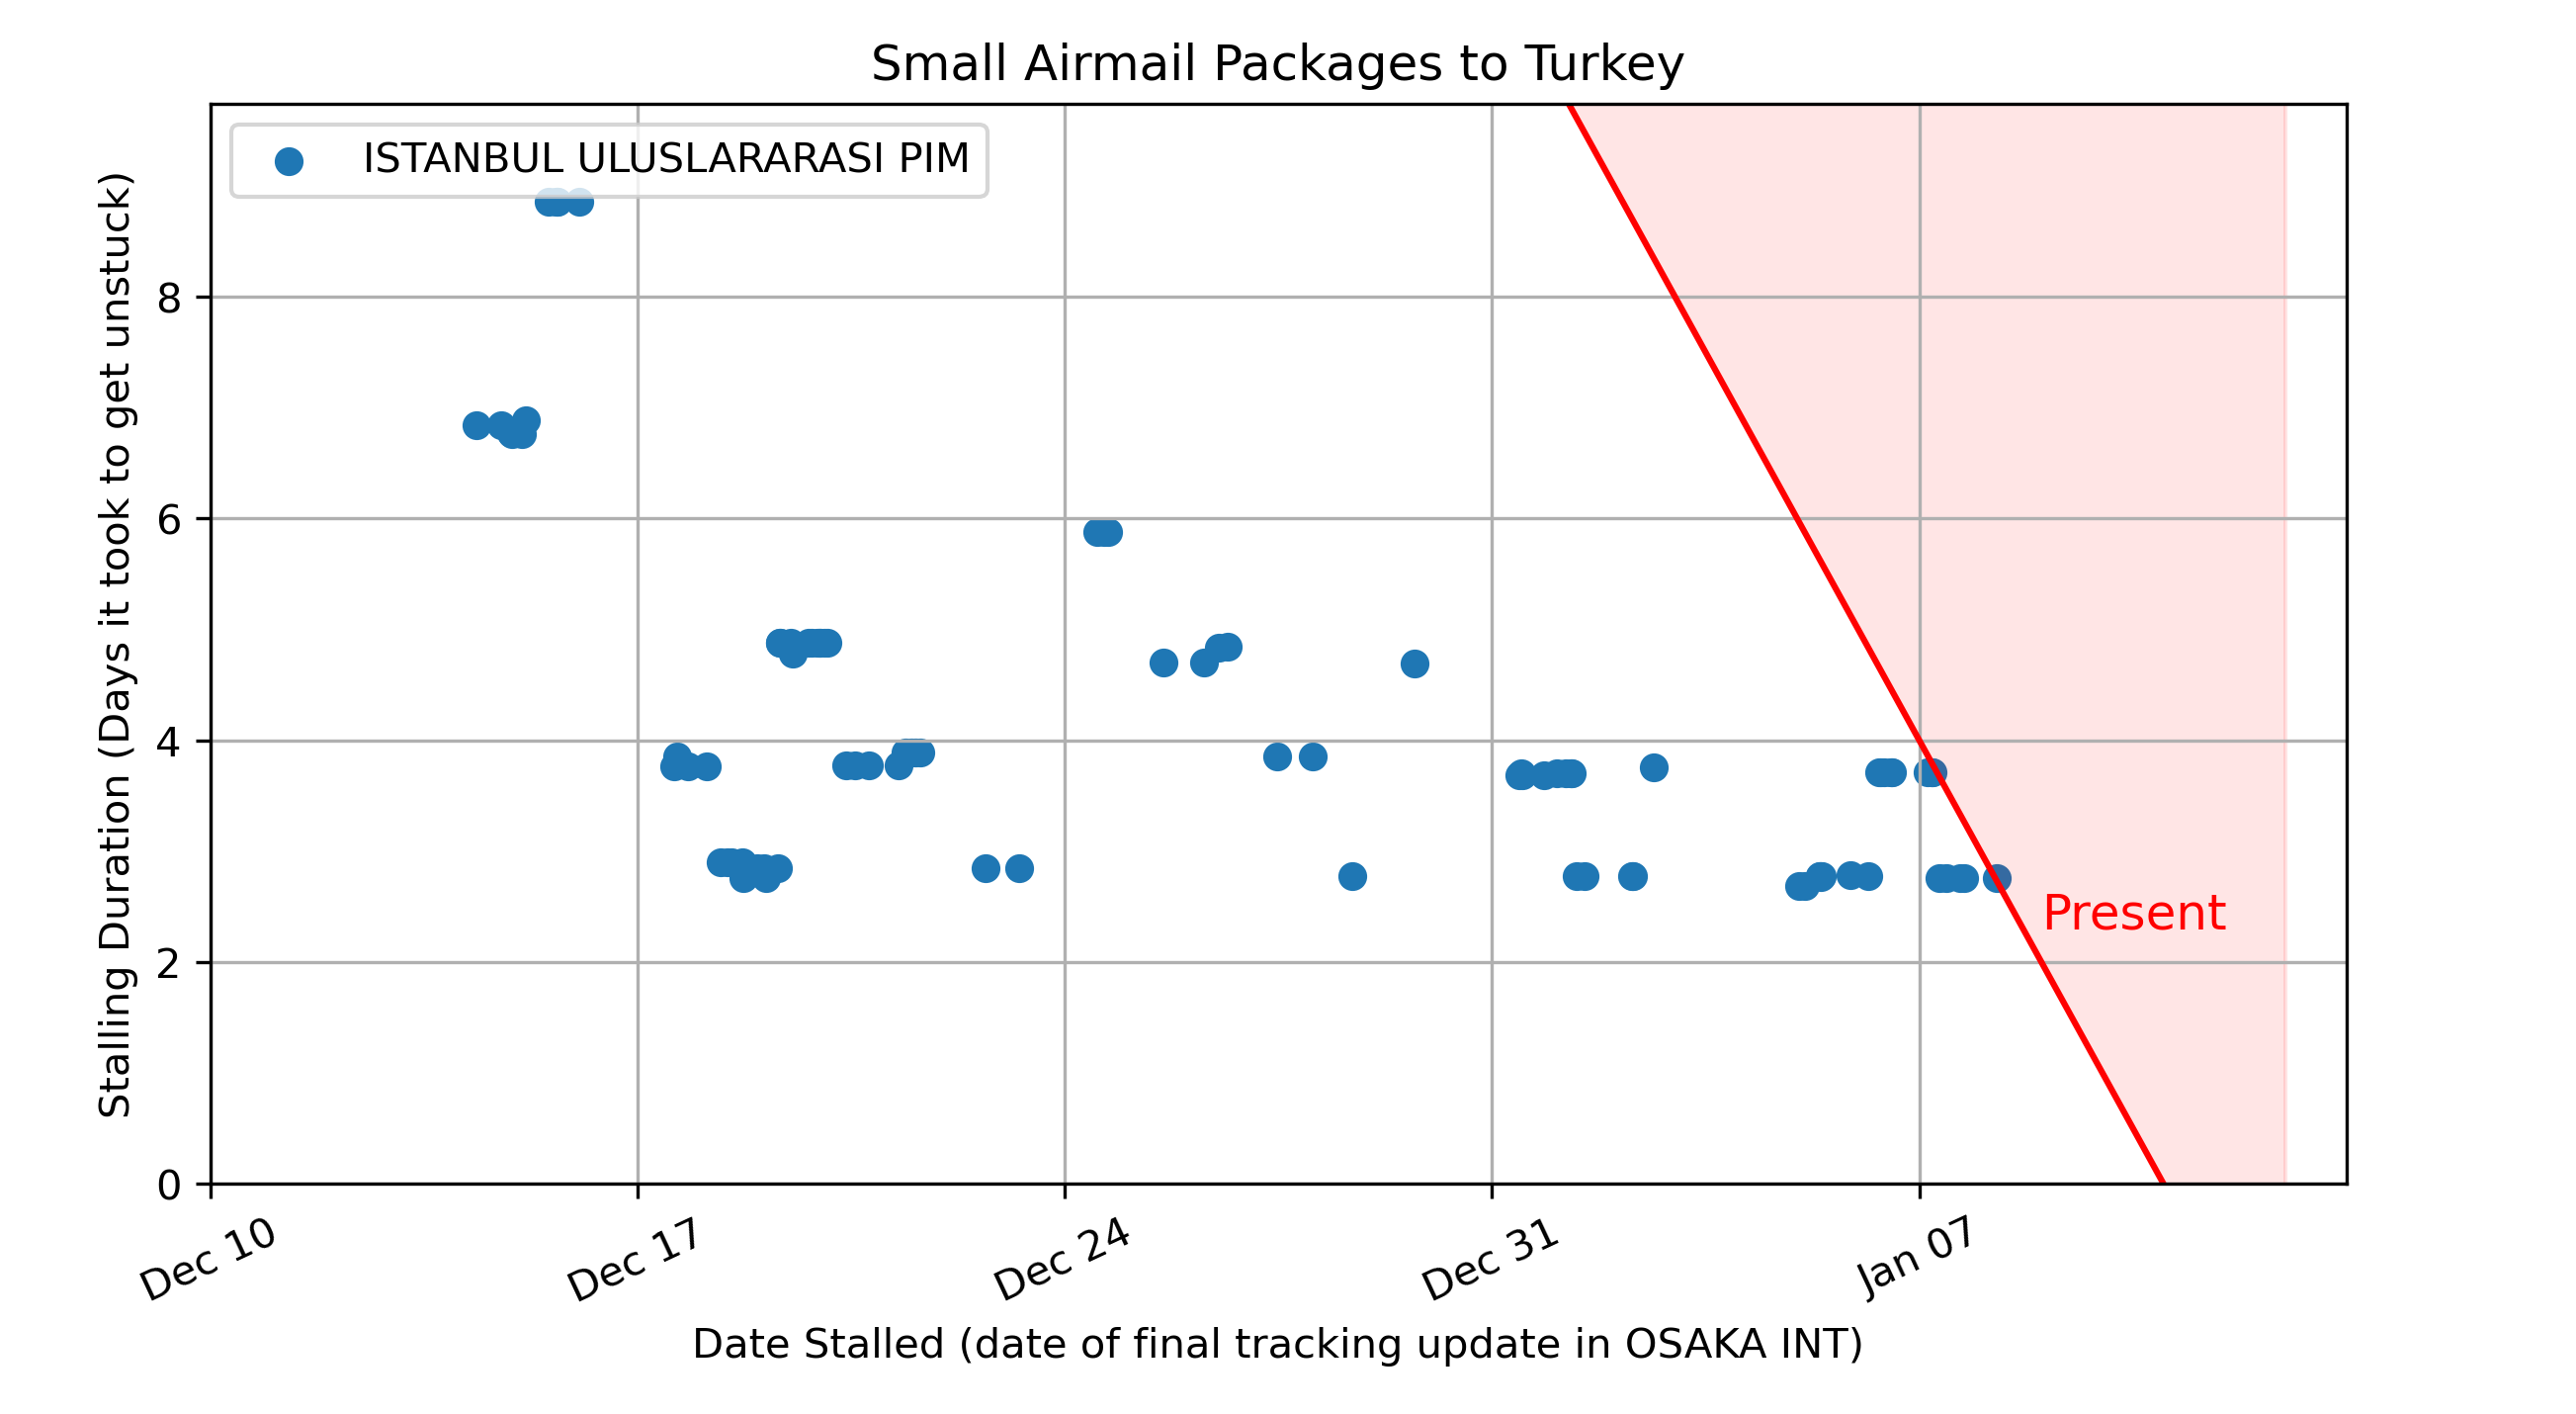 Small Airmail Packages to Turkey
ISTANBUL ULUSLARARASI PIM
Stalling Duration (Days it took to get unstuck)
8
6
4
2
0
Present
Dec 10
Dec 17
Dec 24
Dec 31
Jan 07
Date Stalled (date of final tracking update in OSAKA INT)